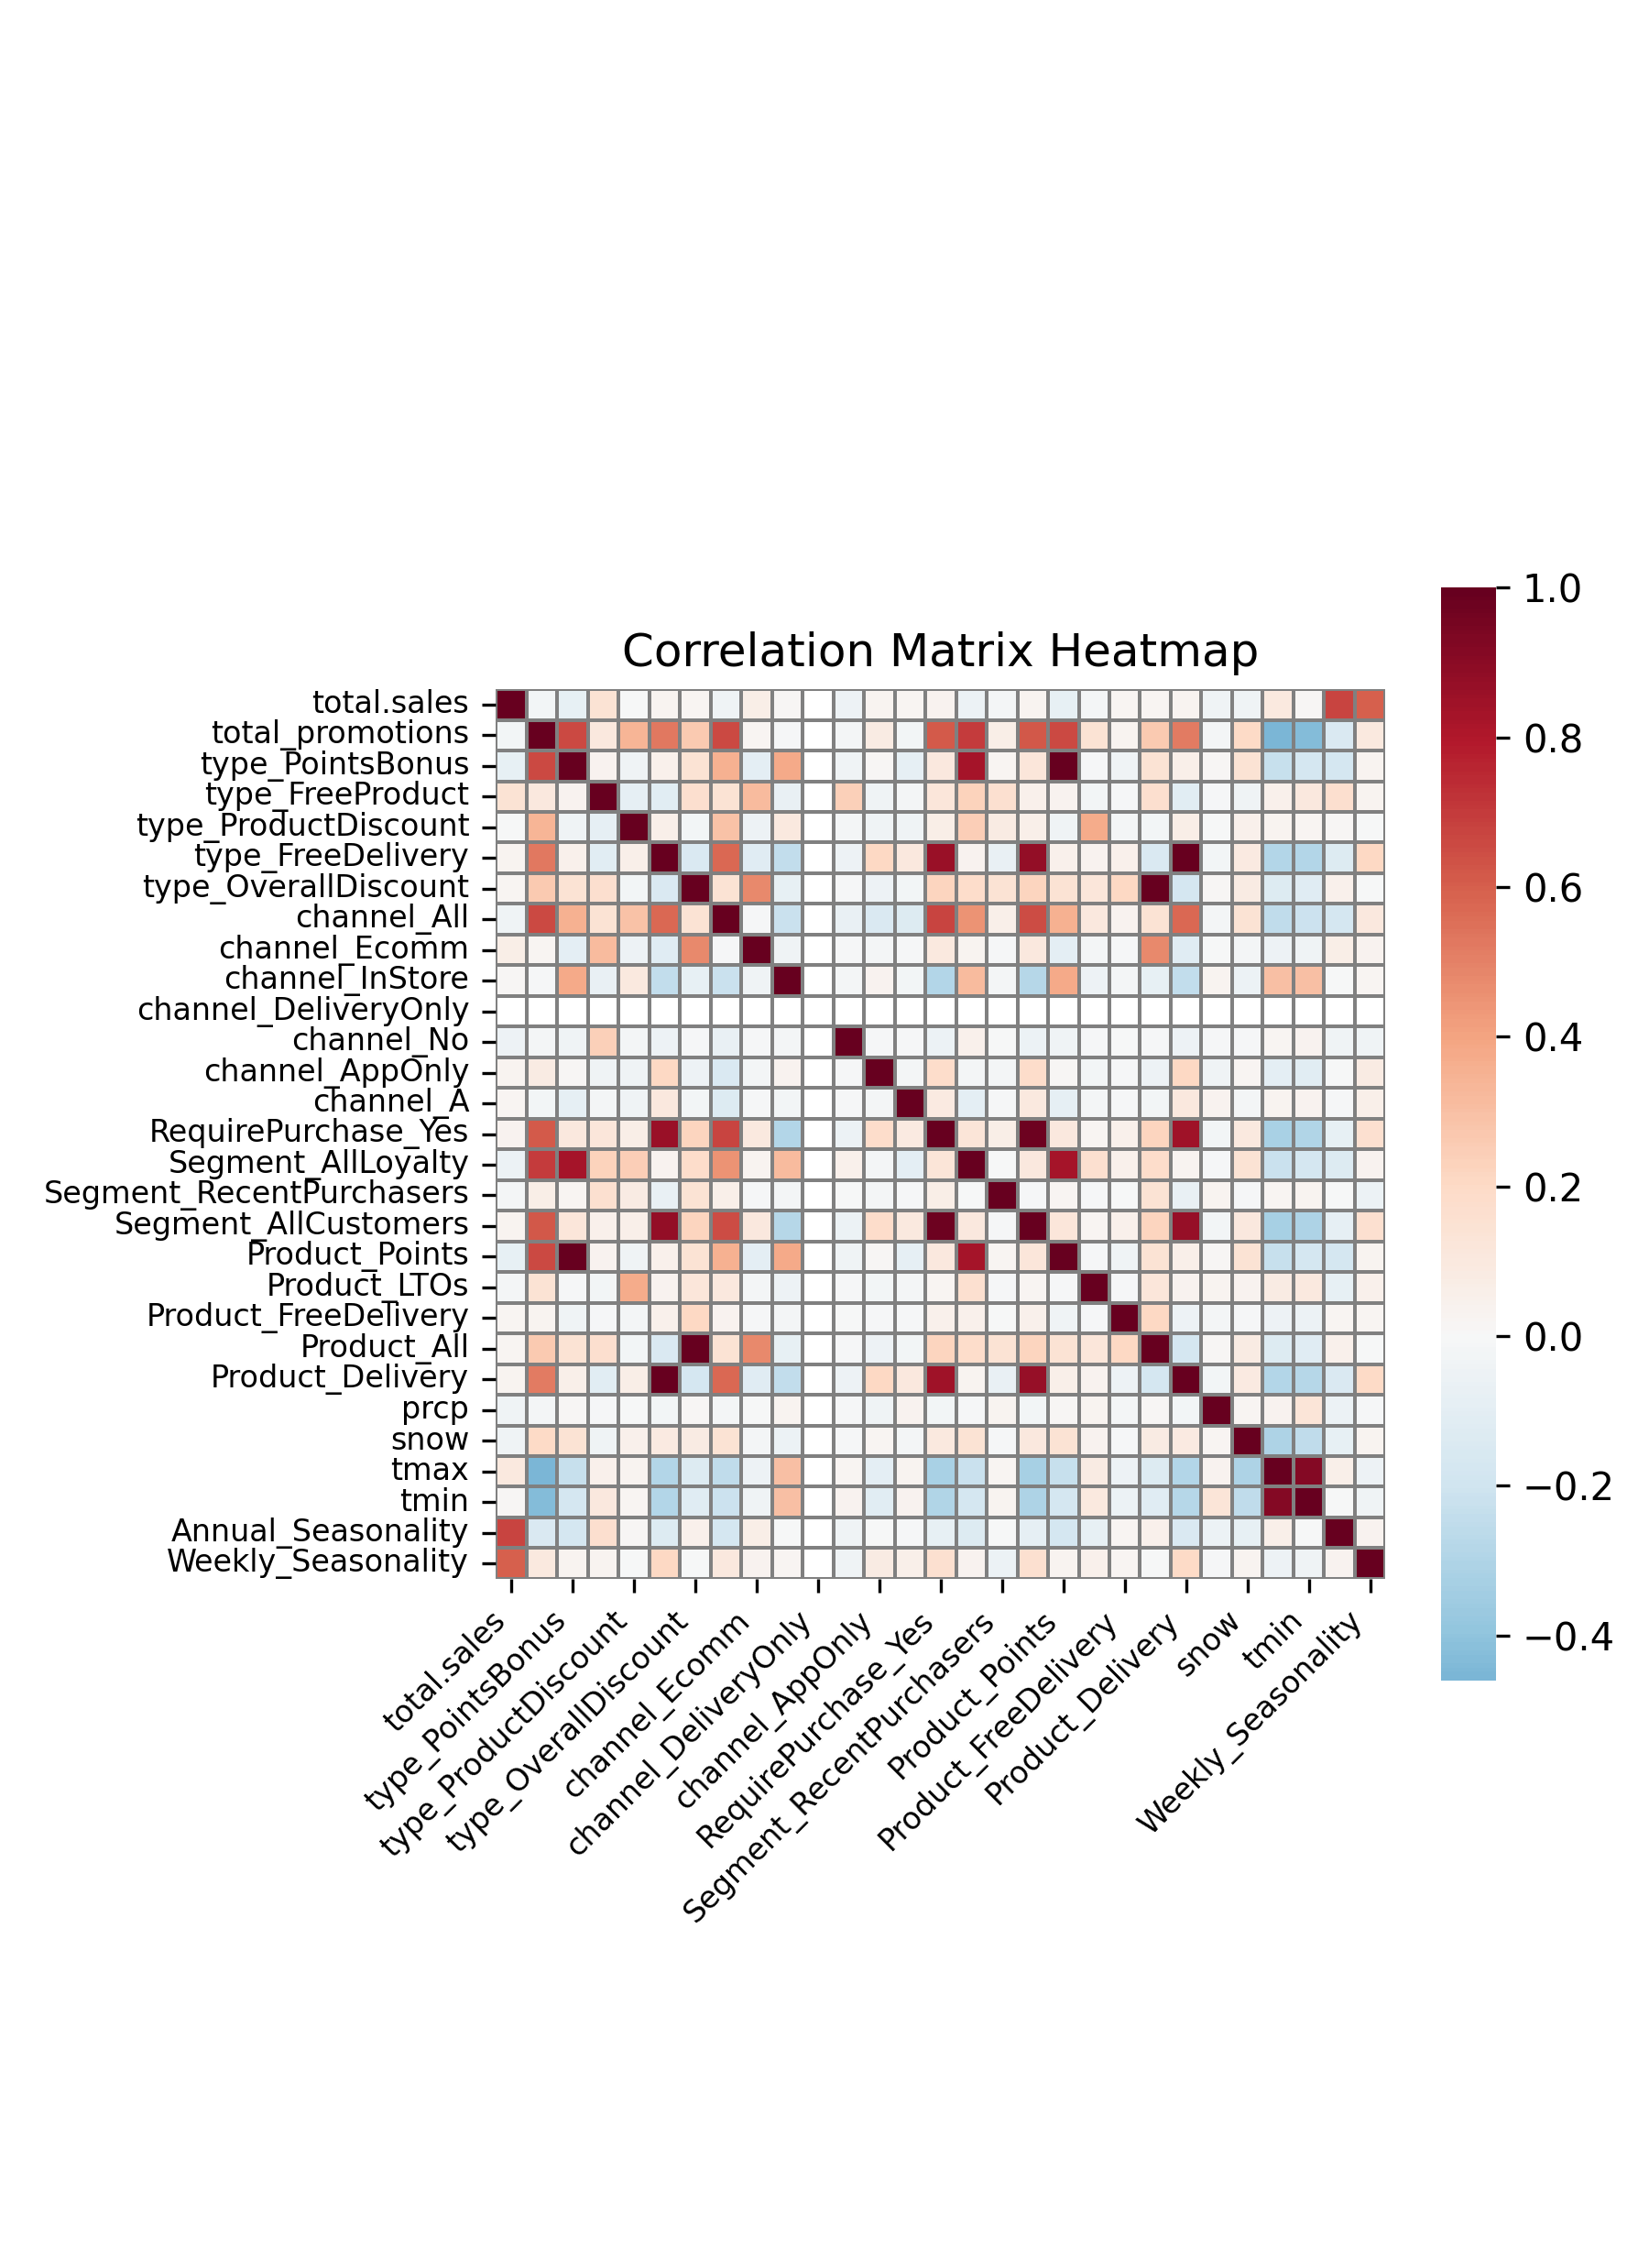 Correlation Matrix Heatmap
total.sales
total_promotions
type_PointsBonus
type_FreeProduct
type_ProductDiscount
type_FreeDelivery
type_OverallDiscount
channel_All
channel_Ecomm
channel_InStore
channel_DeliveryOnly
channel_No
channel_AppOnly
channel_A
RequirePurchase_Yes
Segment_AllLoyalty
Segment_RecentPurchasers
Segment_AllCustomers
Product_Points
Product_LTOs
Product_FreeDelivery
Product_All
Product_Delivery
prcp
snow
tmax
tmin
Annual_Seasonality
Weekly_Seasonality
total.sales
type_PointsBonus
type_ProductDiscount
type_OverallDiscount
channel_Ecomm
channel_DeliveryOnly
channel_AppOnly
RequirePurchase_Yes
Segment_RecentPurchasers
Product_Points
Product_FreeDelivery
Product_Delivery
snow
tmin
Weekly_Seasonality
1.0
0.8
0.6
0.4
0.2
0.0
−0.2
−0.4